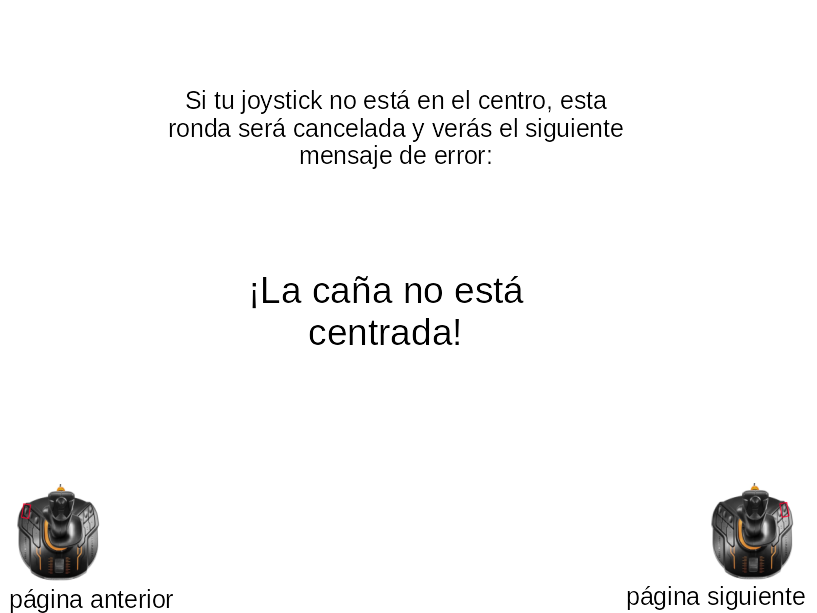 Si tu joystick no está en el centro, esta
ronda será cancelada y verás el siguiente
mensaje de error:
¡La caña no está
centrada!
página anterior
página siguiente